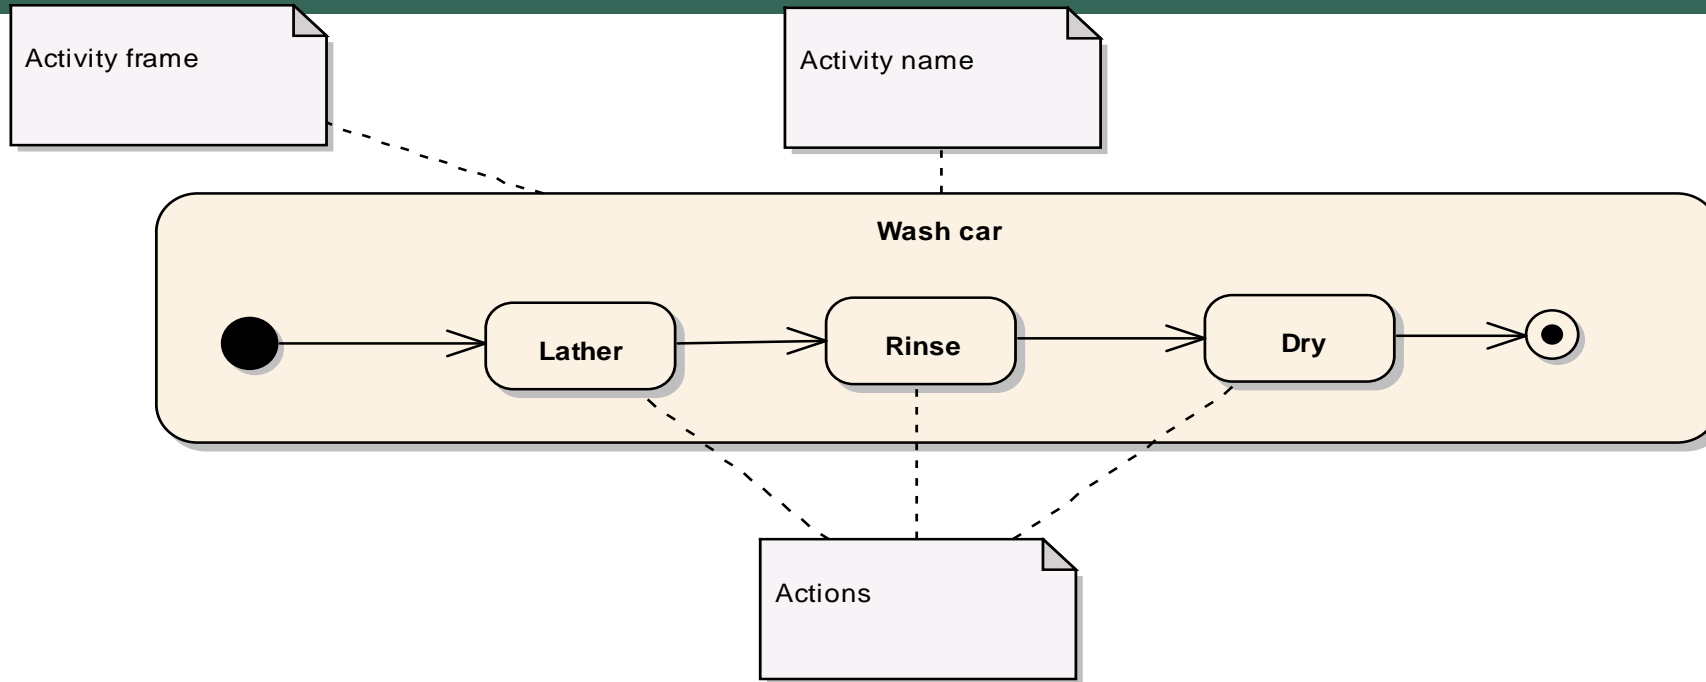 Activity frame
Activity name
Wash car
Lather
Rinse
Dry
Actions